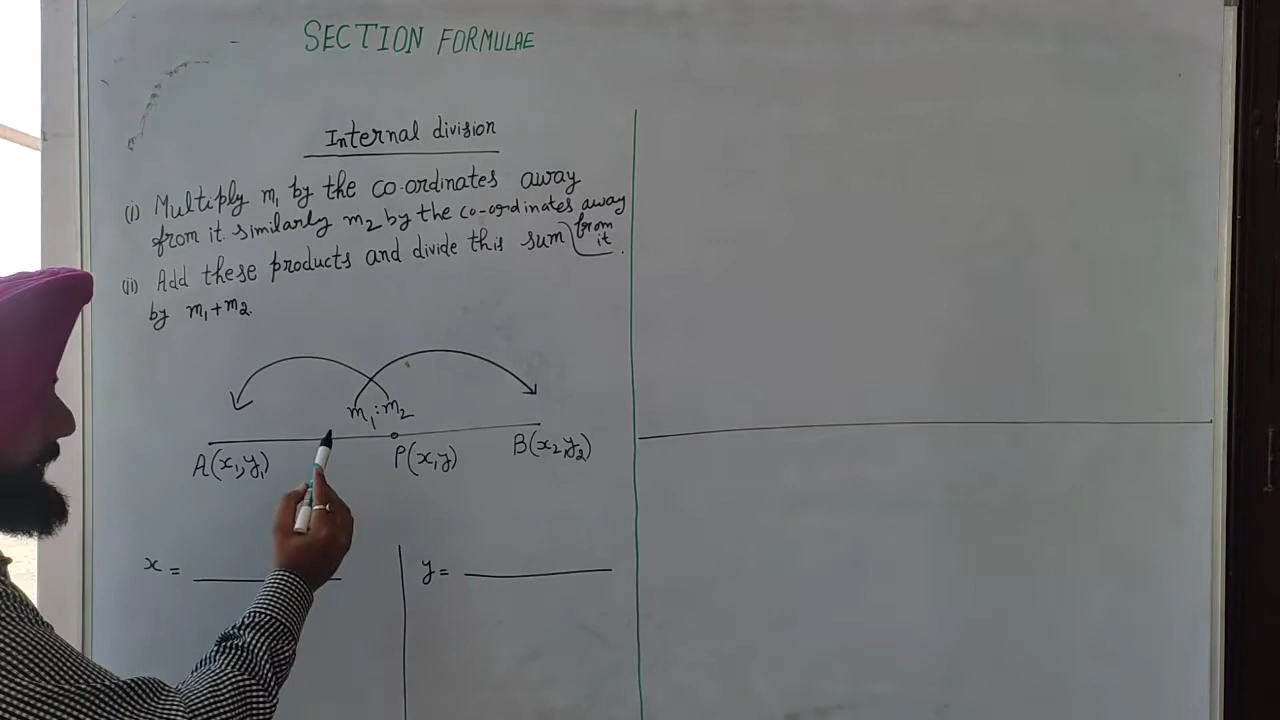 SECTION FORMULAE
Internal division
(i) Multiply m₁ by the co-ordinates away
from it. similarly m₂ by the co-ordinates away
from it.
(ii) Add these products and divide this sum
by m₁+m₂.
m₁:m₂
A(x₁,y₁) P(x,y) B(x₂,y₂)
x = y =